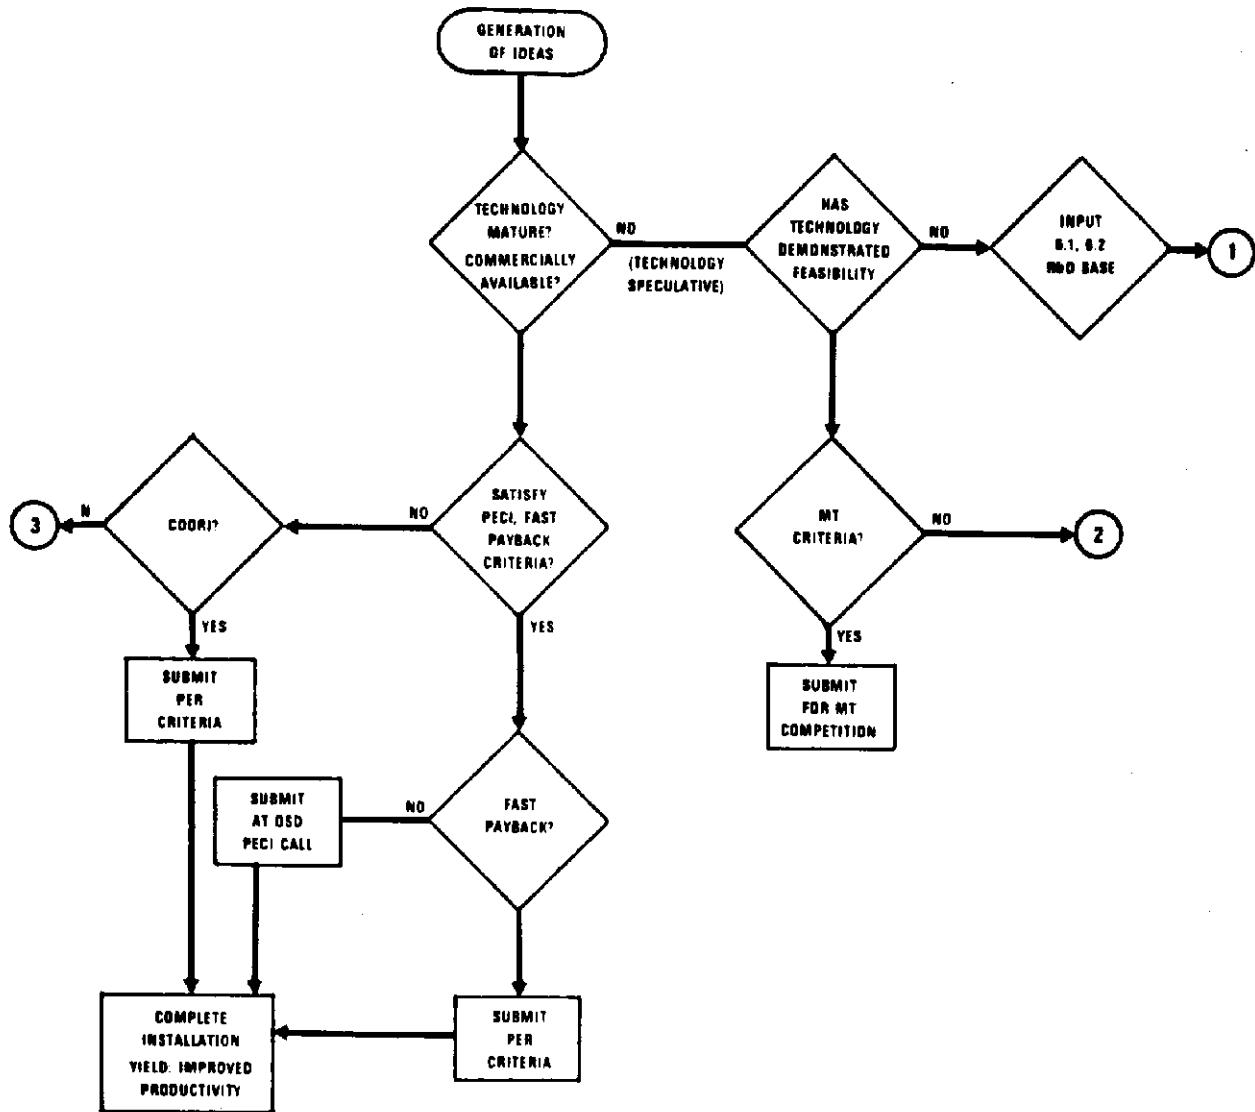 GENERATION
OF IDEAS
TECHNOLOGY
MATURE?
COMMERCIALLY
AVAILABLE?
NO
(TECHNOLOGY
SPECULATIVE)
HAS
TECHNOLOGY
DEMONSTRATED
FEASIBILITY
NO
INPUT
6.1, 6.2
R&D BASE
1
3
N
COORI?
NO
SATISFY
PECI, FAST
PAYBACK
CRITERIA?
MT
CRITERIA?
NO
2
YES
YES
YES
SUBMIT
PER
CRITERIA
SUBMIT
FOR MT
COMPETITION
SUBMIT
AT OSD
PECI CALL
NO
FAST
PAYBACK?
COMPLETE
INSTALLATION
YIELD: IMPROVED
PRODUCTIVITY
SUBMIT
PER
CRITERIA